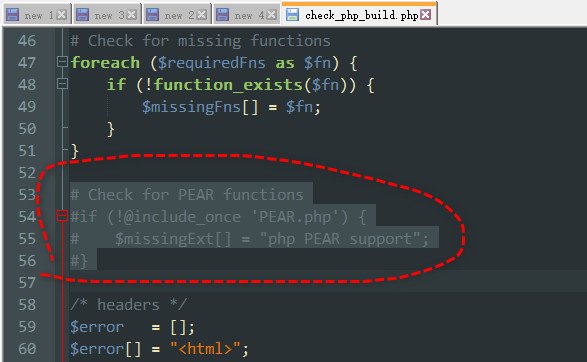 new 1 new 3 new 2 new 4 check_php_build.php
46 # Check for missing functions
47 foreach ($requiredFns as $fn) {
48     if (!function_exists($fn)) {
49         $missingFns[] = $fn;
50     }
51 }
52
53 # Check for PEAR functions
54 #if (!@include_once 'PEAR.php') {
55 #    $missingExt[] = "php PEAR support";
56 #}
57
58 /* headers */
59 $error   = [];
60 $error[] = "<html>";